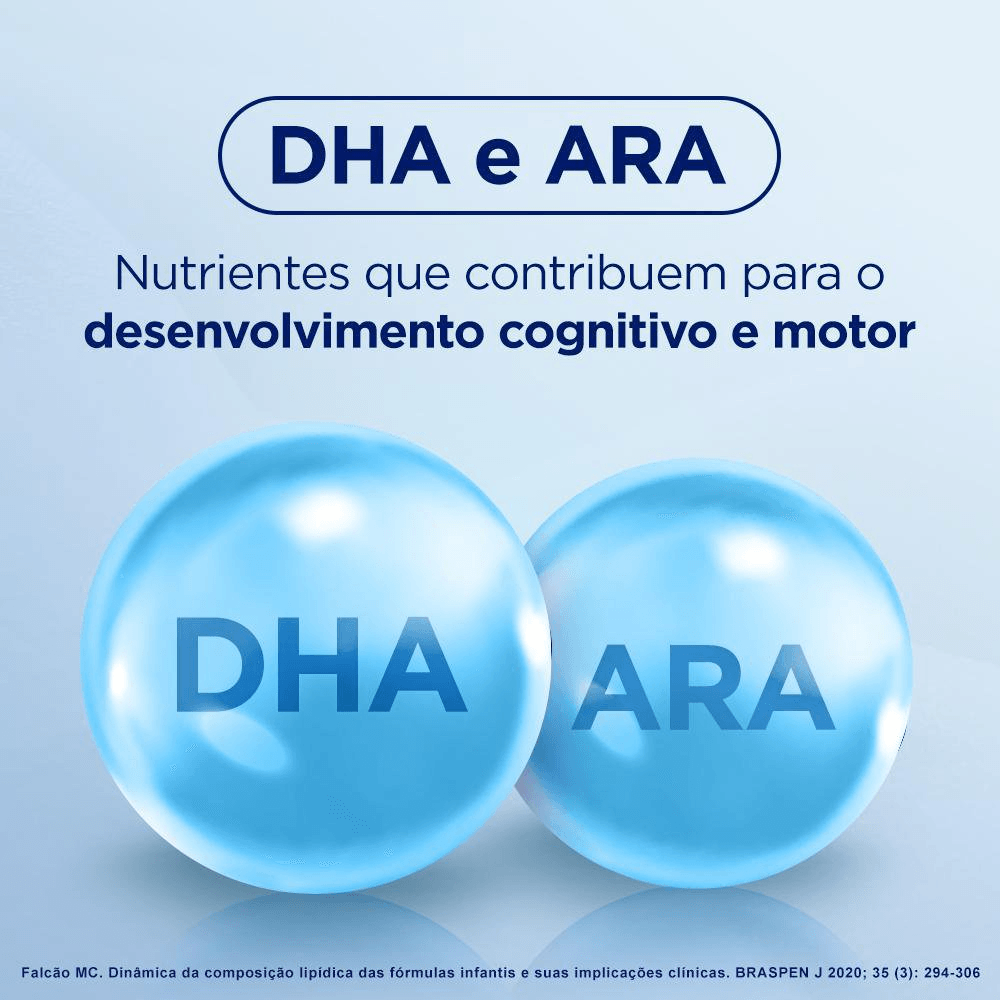 DHA e ARA
Nutrientes que contribuem para o
desenvolvimento cognitivo e motor
DHA
ARA
Falcão MC. Dinâmica da composição lipídica das fórmulas infantis e suas implicações clínicas. BRASPEN J 2020; 35 (3): 294-306